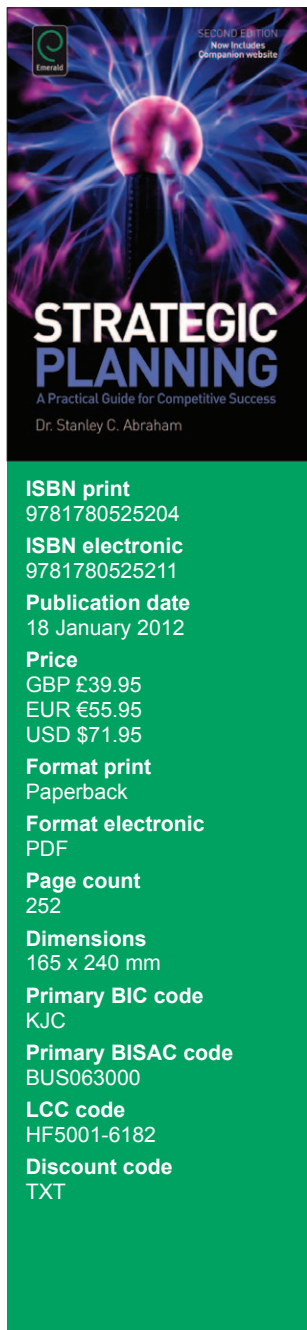 Emerald
SECOND EDITION
Now Includes
Companion website
STRATEGIC
PLANNING
A Practical Guide for Competitive Success
Dr. Stanley C. Abraham
ISBN print
9781780525204
ISBN electronic
9781780525211
Publication date
18 January 2012
Price
GBP £39.95
EUR €55.95
USD $71.95
Format print
Paperback
Format electronic
PDF
Page count
252
Dimensions
165 x 240 mm
Primary BIC code
KJC
Primary BISAC code
BUS063000
LCC code
HF5001-6182
Discount code
TXT